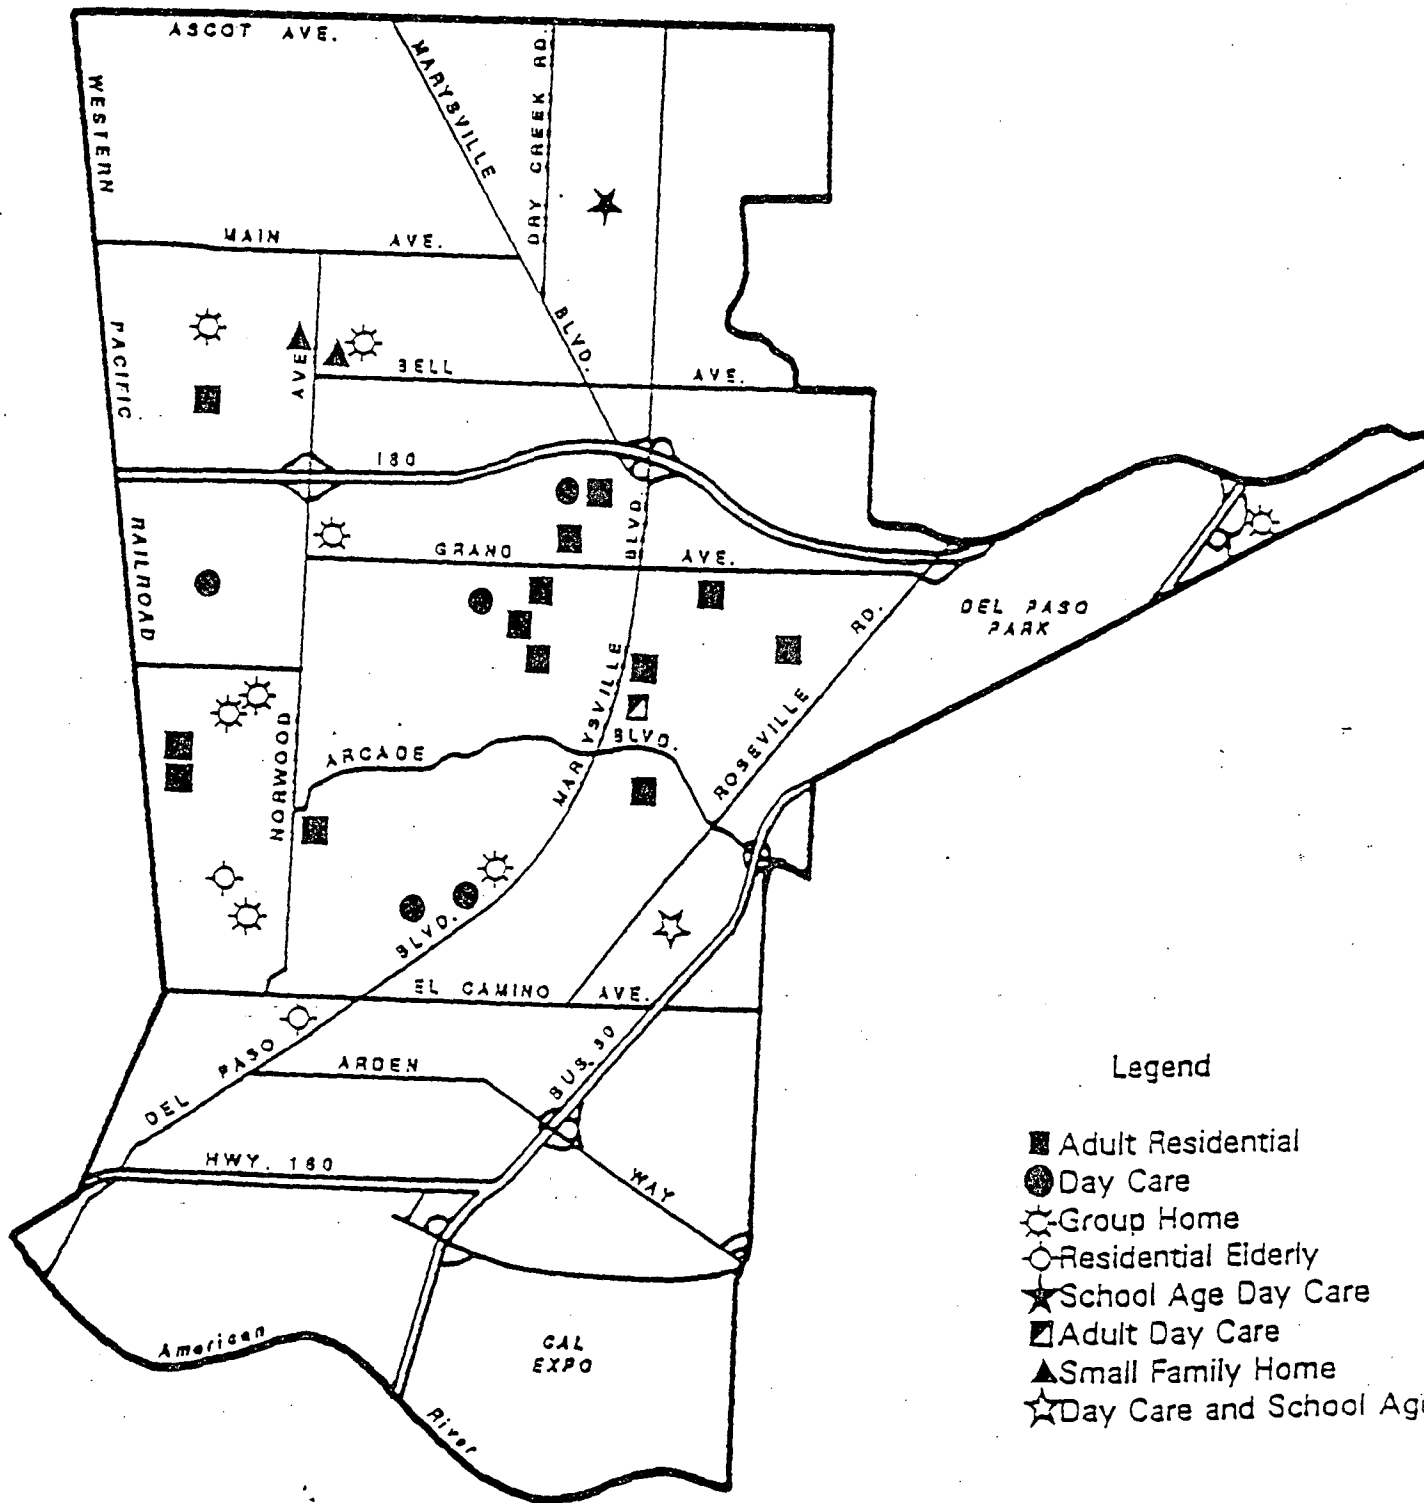 ASCOT AVE.
WESTERN
MARYSVILLE
DRY CREEK RD.
MAIN AVE.
PACIFIC
BLVD.
AVE
BELL AVE.
I80
RAILROAD
BLVD.
GRAND AVE.
RD.
DEL PASO
PARK
MARYSVILLE
ROSEVILLE
NORWOOD
ARCADE BLVD.
BLVD.
EL CAMINO AVE.
DEL PASO
ARDEN
BUS. 80
WAY
HWY. 160
American
River
CAL
EXPO
Legend
Adult Residential
Day Care
Group Home
Residential Elderly
School Age Day Care
Adult Day Care
Small Family Home
Day Care and School Ag